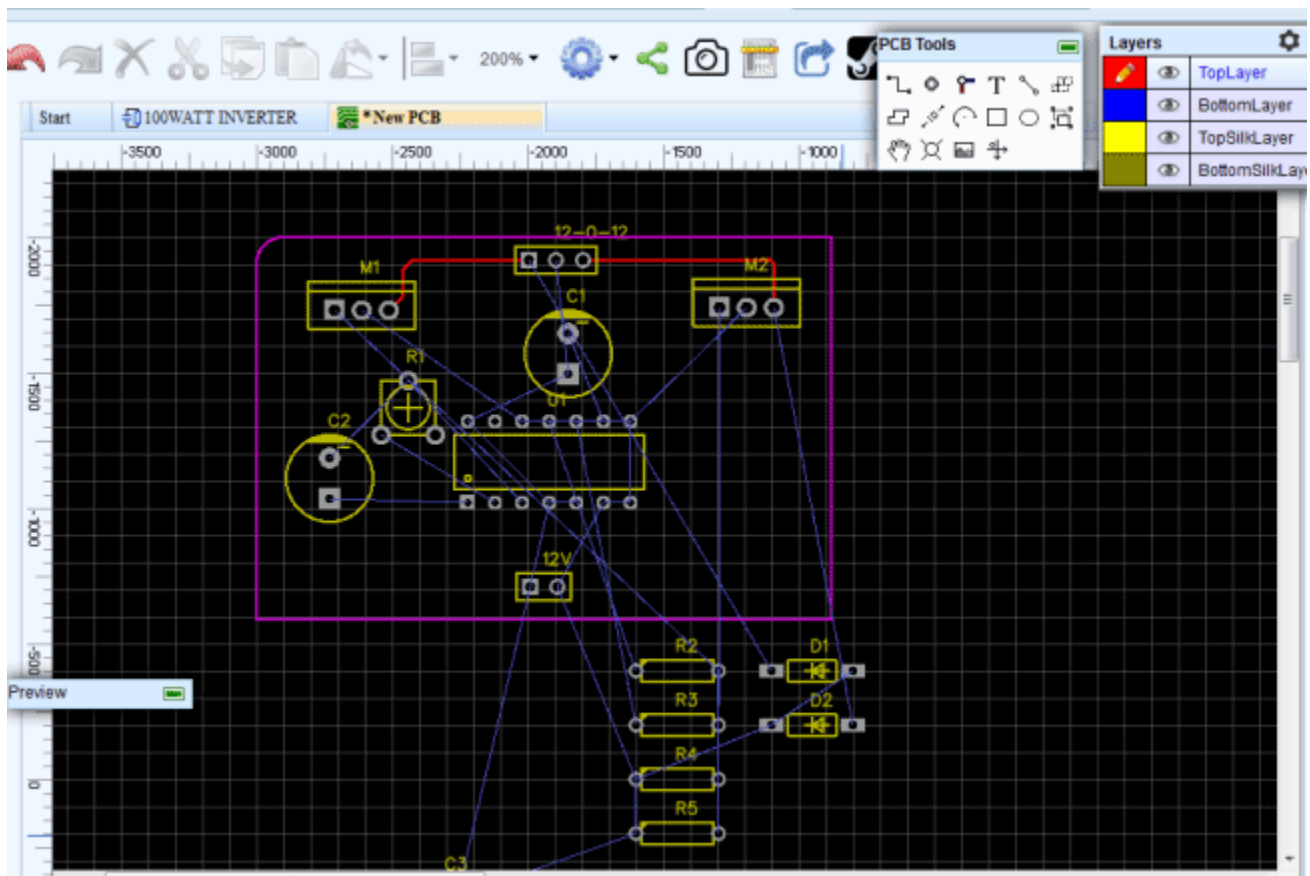 200%
PCB Tools
Layers
TopLayer
BottomLayer
TopSilkLayer
BottomSilkLay
Start
100WATT INVERTER
*New PCB
-3500
-3000
-2500
-2000
-1500
-1000
-2000
-1500
-1000
-500
0
12-0-12
M1
M2
C1
R1
C2
U1
12V
R2
D1
R3
D2
R4
R5
C3
Preview